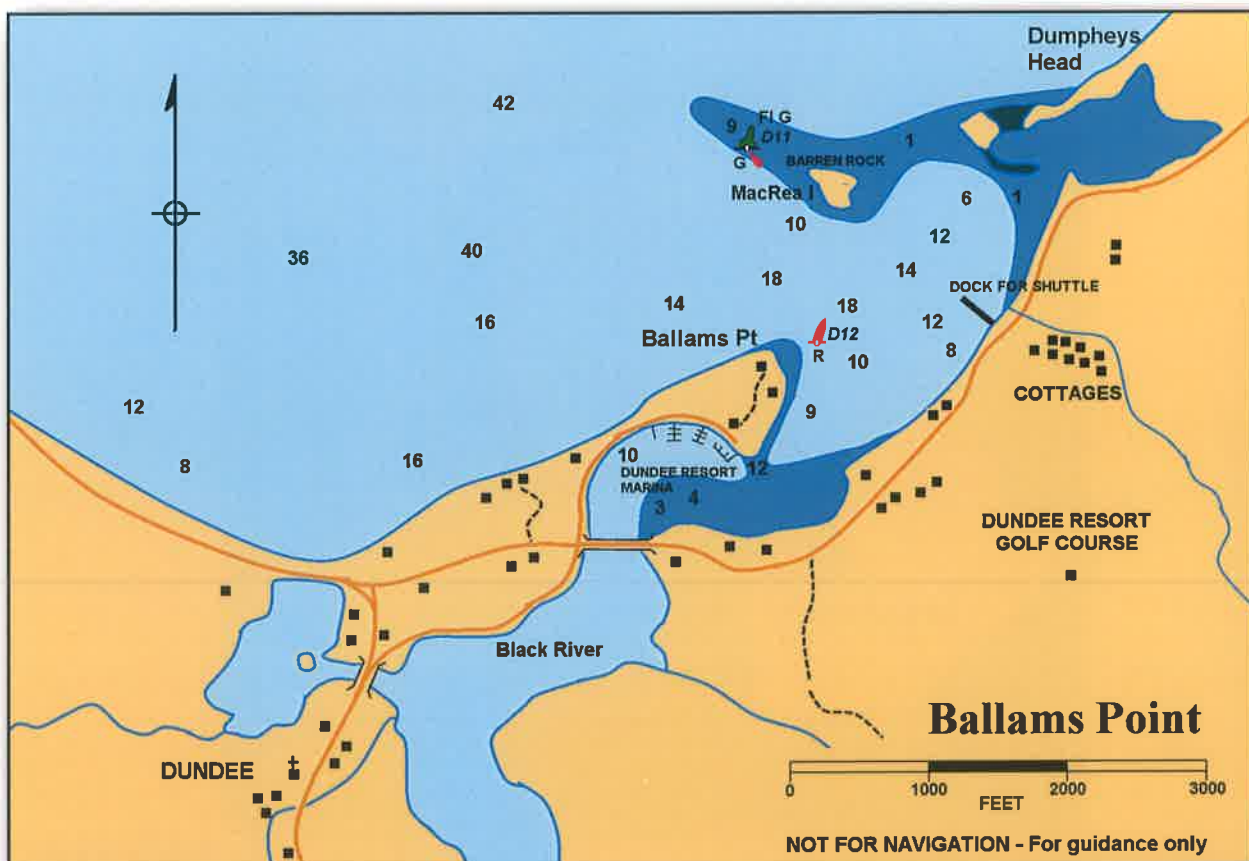 Dumpheys
Head
42
Fl G
9
D11
1
G
BARREN ROCK
MacRea I
6
1
10
12
36
40
18
14
DOCK FOR SHUTTLE
14
18
16
12
Ballams Pt
D12
R
10
8
COTTAGES
12
9
8
16
10
12
DUNDEE RESORT
MARINA
4
3
DUNDEE RESORT
GOLF COURSE
Black River
Ballams Point
DUNDEE
0
1000
2000
3000
FEET
NOT FOR NAVIGATION - For guidance only